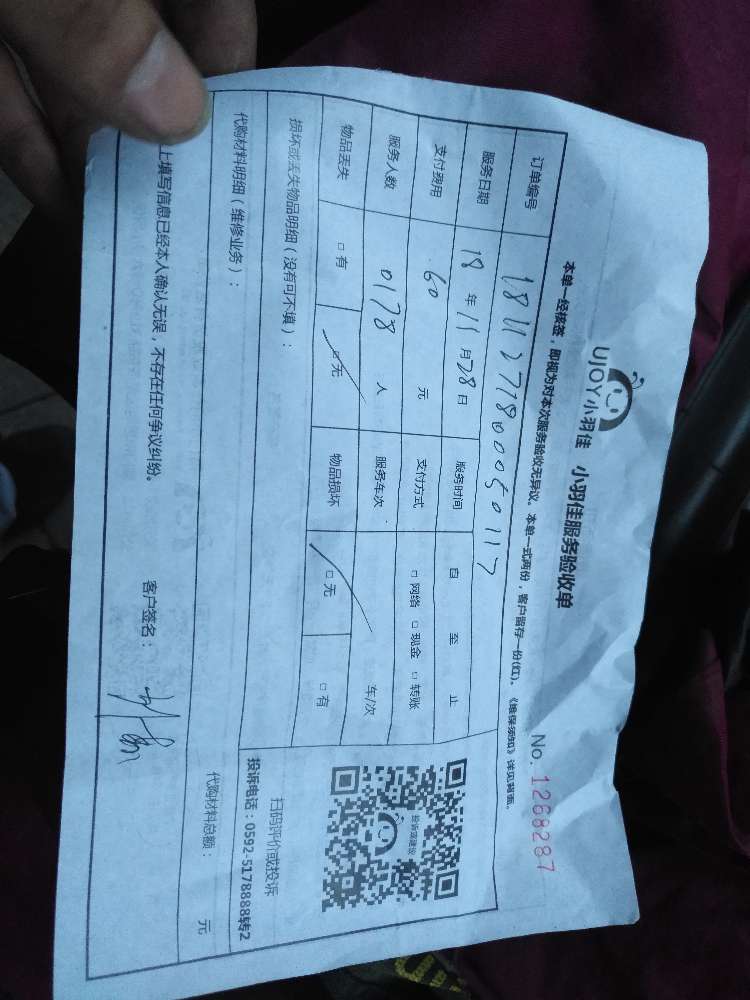 UJOY小羽佳 小羽佳服务验收单
No. 1268287
本单一经核签，即视为对本次服务验收无异议。本单一式两份，客户留存一份(红)。《维保须知》详见背面。
订单编号
服务日期 18 年 11 月 28 日 服务时间 自 至 止
支付费用 60 元 支付方式 □ 网络 □ 现金 □ 转账
服务人数 0178 人 服务车次 车/次
物品丢失 □ 有 □ 无 物品损坏 □ 无 □ 有
损坏或丢失物品明细（没有可不填）：
投诉或建议
扫码评价或投诉
投诉电话：0592-5178888转2
代购材料明细（维修业务）： 代购材料总额： 元
上填写信息已经本人确认无误，不存在任何争议纠纷。 客户签名：